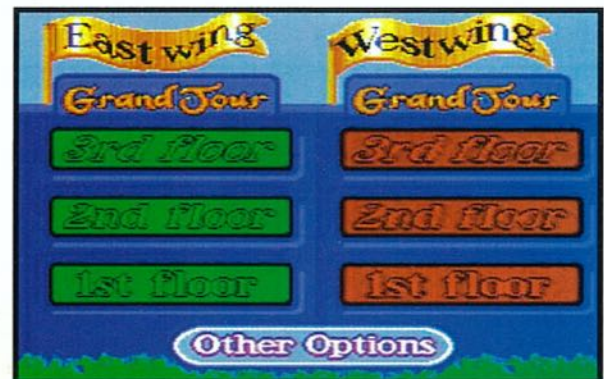 East wing Westwing
Grand Tour Grand Tour
3rd floor 3rd floor
2nd floor 2nd floor
1st floor 1st floor
Other Options